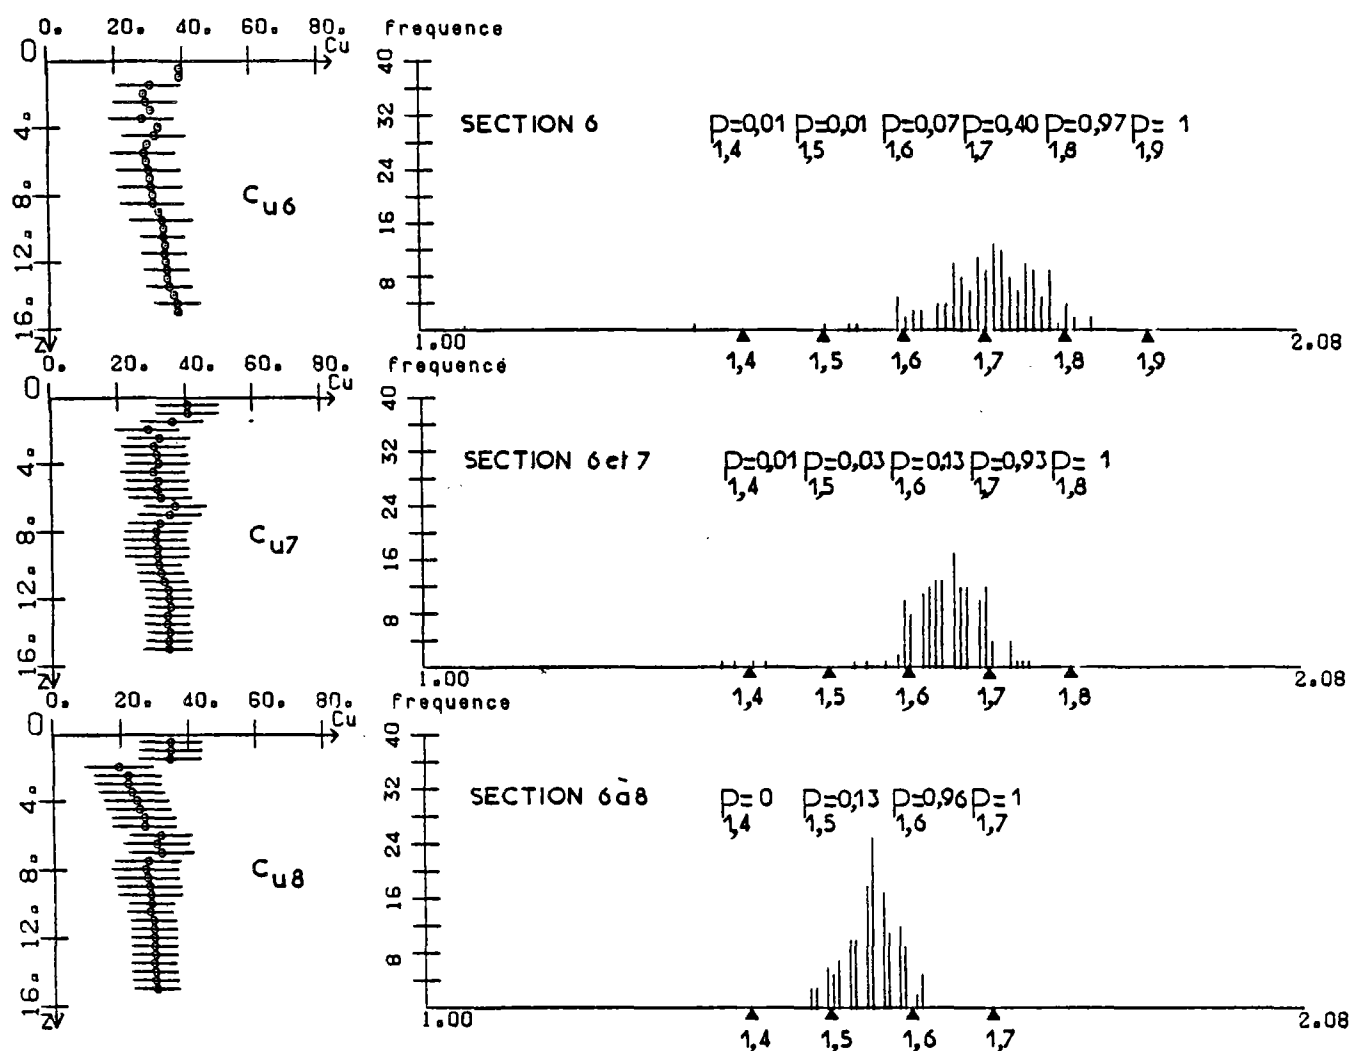 0. 20. 40. 60. 80. frequence
Cu
0
40
32
SECTION 6 p=0,01 p=0,01 p=0,07 p=0,40 p=0,97 p= 1
1,4 1,5 1,6 1,7 1,8 1,9
4.
24
Cu6
8.
16
12.
8
16.
Z
1.00 1,4 1,5 1,6 1,7 1,8 1,9 2.08
0. 20. 40. 60. 80. frequence
Cu
0
40
32
SECTION 6 et 7 p=0,01 p=0,03 p=0,13 p=0,93 p= 1
1,4 1,5 1,6 1,7 1,8
4.
24
Cu7
8.
16
12.
8
16.
Z
1.00 1,4 1,5 1,6 1,7 1,8 2.08
0. 20. 40. 60. 80. frequence
Cu
0
40
32
SECTION 6 à 8 p=0 p=0,13 p=0,96 p=1
1,4 1,5 1,6 1,7
4.
24
Cu8
8.
16
12.
8
16.
Z
1.00 1,4 1,5 1,6 1,7 2.08